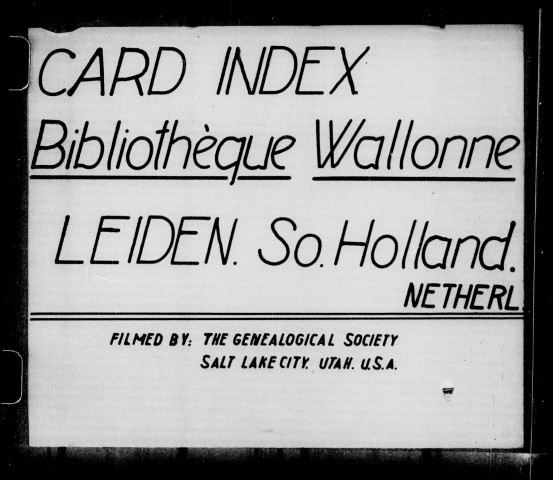 CARD INDEX
Bibliothèque Wallonne
LEIDEN. So. Holland.
NETHERL.
FILMED BY: THE GENEALOGICAL SOCIETY
SALT LAKE CITY. UTAH. U.S.A.